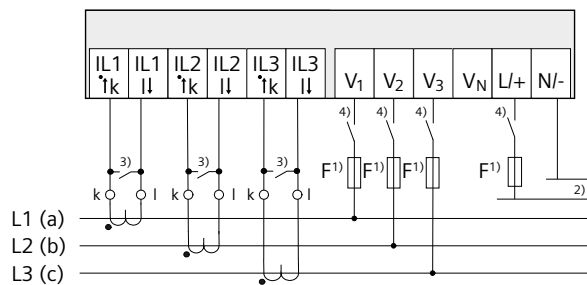 IL1 IL1 IL2 IL2 IL3 IL3 V1 V2 V3 VN L/+ N/-
k l k l k l
4) 4) 4) 4)
3) 3) 3)
F1) F1) F1) F1)
k l k l k l
2)
L1 (a)
L2 (b)
L3 (c)